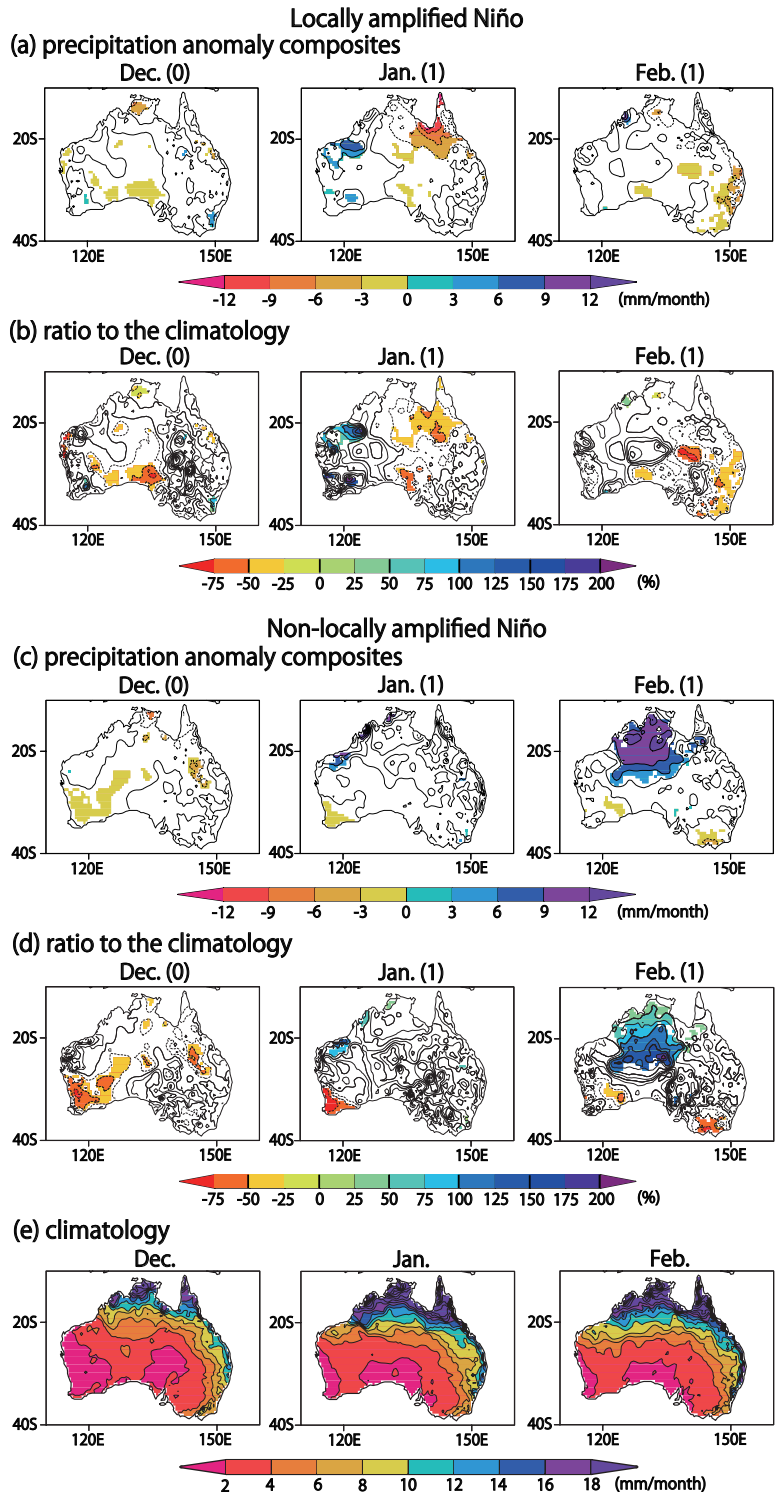 Locally amplified Niño
(a) precipitation anomaly composites
Dec. (0) Jan. (1) Feb. (1)
20S 20S 20S
40S 40S 40S
120E 150E 120E 150E 120E 150E
-12 -9 -6 -3 0 3 6 9 12 (mm/month)
(b) ratio to the climatology
Dec. (0) Jan. (1) Feb. (1)
20S 20S 20S
40S 40S 40S
120E 150E 120E 150E 120E 150E
-75 -50 -25 0 25 50 75 100 125 150 175 200 (%)
Non-locally amplified Niño
(c) precipitation anomaly composites
Dec. (0) Jan. (1) Feb. (1)
20S 20S 20S
40S 40S 40S
120E 150E 120E 150E 120E 150E
-12 -9 -6 -3 0 3 6 9 12 (mm/month)
(d) ratio to the climatology
Dec. (0) Jan. (1) Feb. (1)
20S 20S 20S
40S 40S 40S
120E 150E 120E 150E 120E 150E
-75 -50 -25 0 25 50 75 100 125 150 175 200 (%)
(e) climatology
Dec. Jan. Feb.
20S 20S 20S
40S 40S 40S
120E 150E 120E 150E 120E 150E
2 4 6 8 10 12 14 16 18 (mm/month)